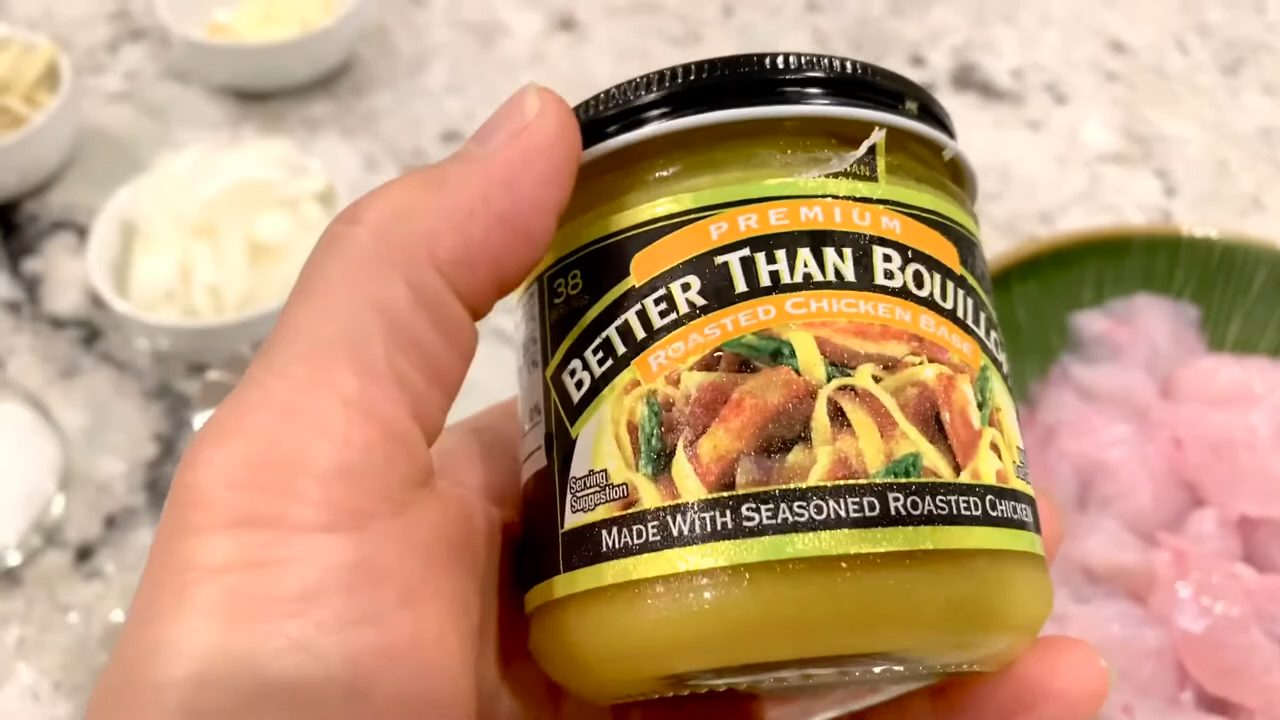 PREMIUM
38
BETTER THAN BOUILLO
ROASTED CHICKEN BASE
Serving
Suggestion
MADE WITH SEASONED ROASTED CHICKEN